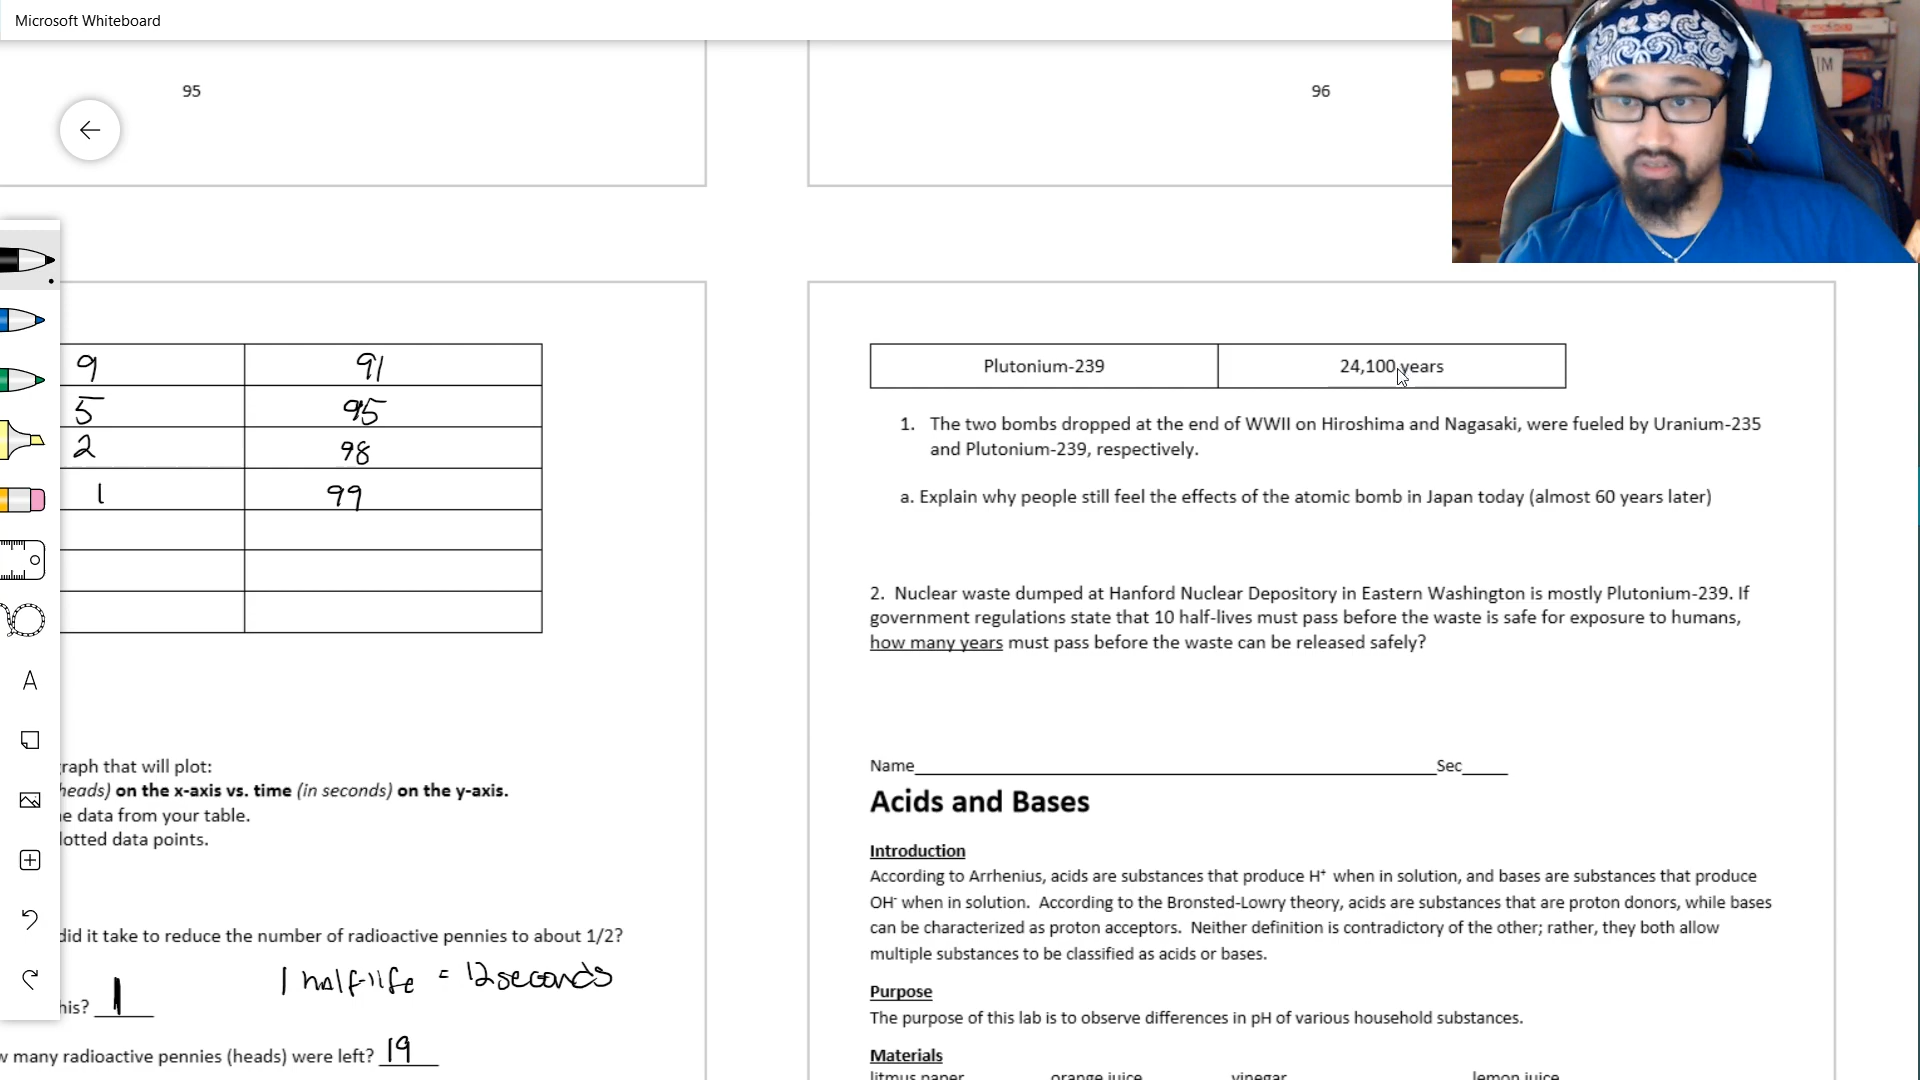 Microsoft Whiteboard
95
96
9 91
5 95
2 98
1 99
raph that will plot:
heads) on the x-axis vs. time (in seconds) on the y-axis.
e data from your table.
lotted data points.
did it take to reduce the number of radioactive pennies to about 1/2?
1 half-life = 12 seconds
his? 1
w many radioactive pennies (heads) were left? 19
Plutonium-239 24,100 years
1. The two bombs dropped at the end of WWII on Hiroshima and Nagasaki, were fueled by Uranium-235
and Plutonium-239, respectively.
a. Explain why people still feel the effects of the atomic bomb in Japan today (almost 60 years later)
2. Nuclear waste dumped at Hanford Nuclear Depository in Eastern Washington is mostly Plutonium-239. If
government regulations state that 10 half-lives must pass before the waste is safe for exposure to humans,
how many years must pass before the waste can be released safely?
Name Sec
Acids and Bases
Introduction
According to Arrhenius, acids are substances that produce H⁺ when in solution, and bases are substances that produce
OH⁻ when in solution. According to the Bronsted-Lowry theory, acids are substances that are proton donors, while bases
can be characterized as proton acceptors. Neither definition is contradictory of the other; rather, they both allow
multiple substances to be classified as acids or bases.
Purpose
The purpose of this lab is to observe differences in pH of various household substances.
Materials
litmus paper orange juice vinegar lemon juice